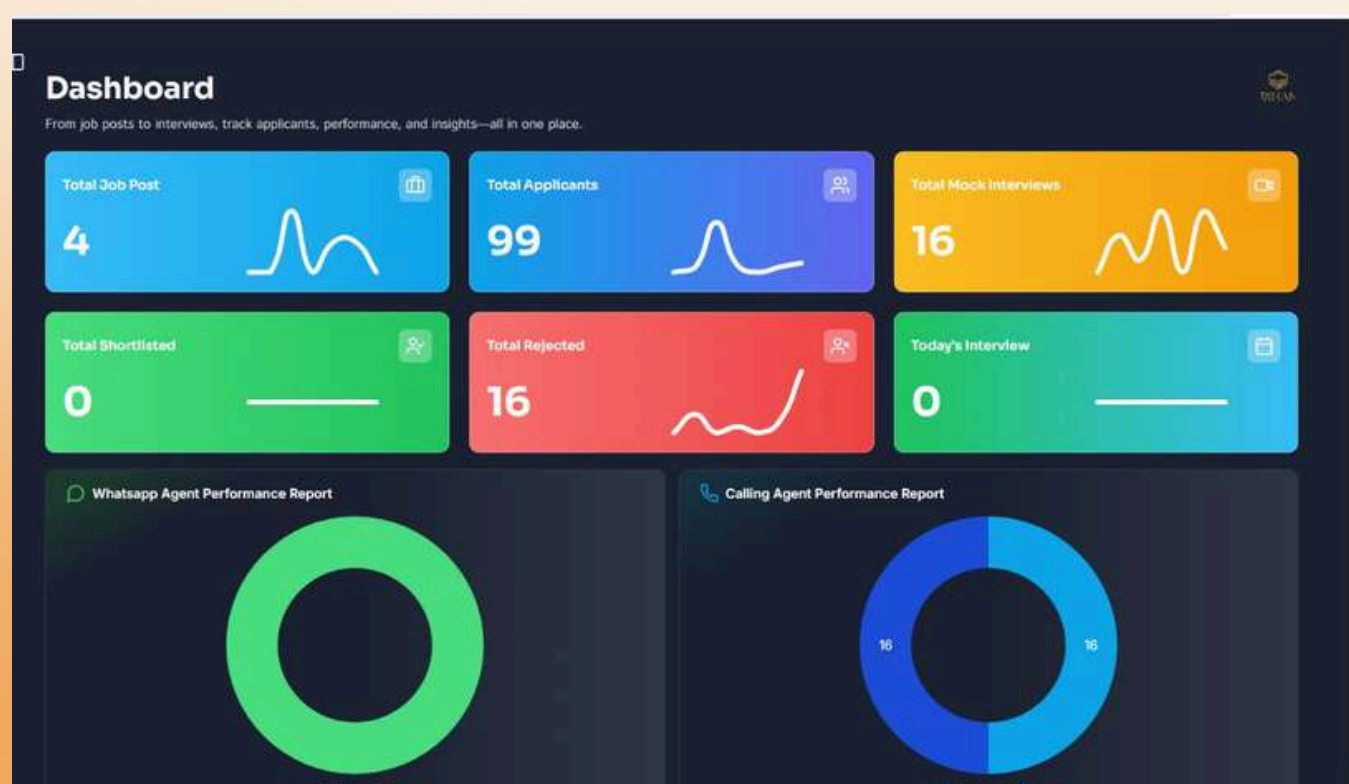 Dashboard
From job posts to interviews, track applicants, performance, and insights—all in one place.
Total Job Post
4
Total Applicants
99
Total Mock Interviews
16
Total Shortlisted
0
Total Rejected
16
Today's Interview
0
Whatsapp Agent Performance Report
Calling Agent Performance Report
16
16